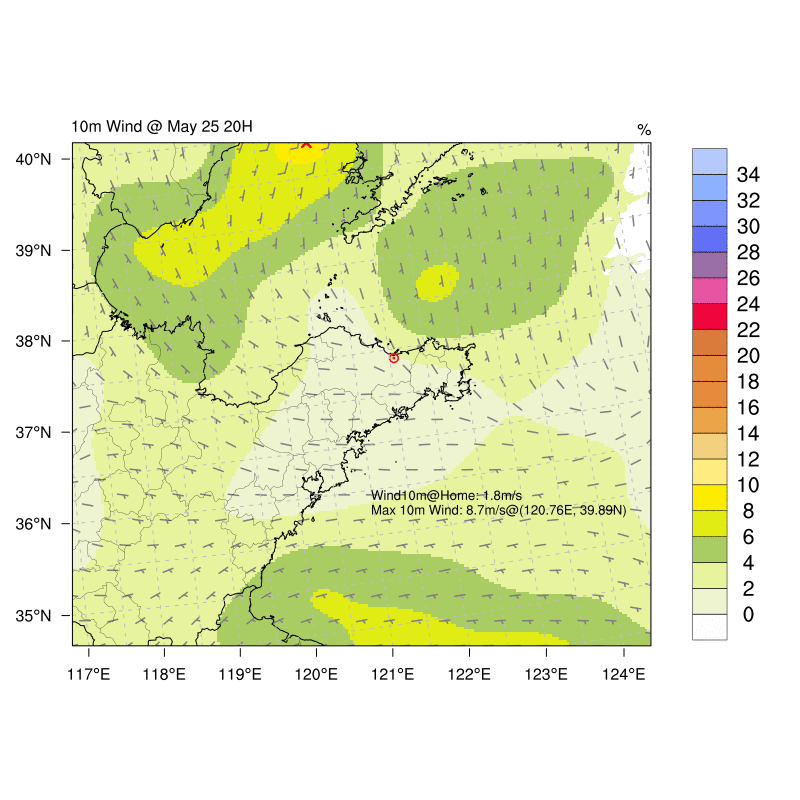 10m Wind @ May 25 20H
%
40°N
39°N
38°N
37°N
36°N
35°N
117°E 118°E 119°E 120°E 121°E 122°E 123°E 124°E
Wind10m@Home: 1.8m/s
Max 10m Wind: 8.7m/s@(120.76E, 39.89N)
34
32
30
28
26
24
22
20
18
16
14
12
10
8
6
4
2
0